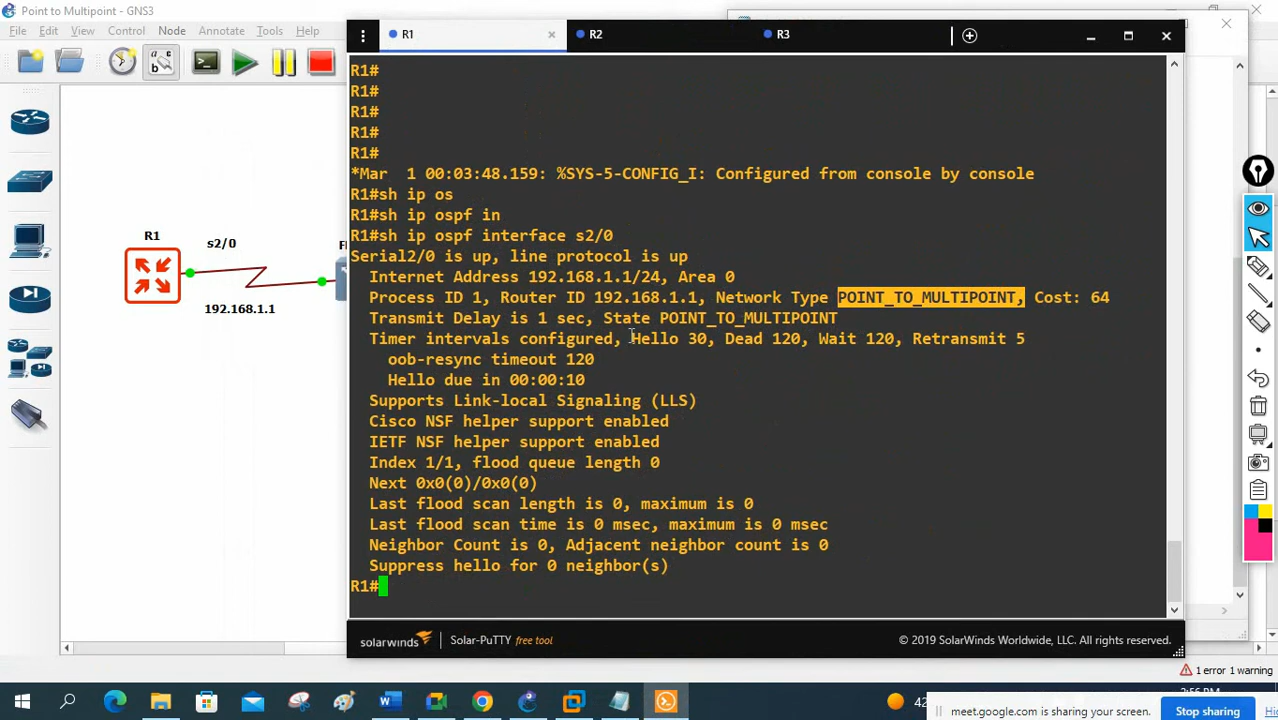 Point to Multipoint - GNS3
File Edit View Control Node Annotate Tools Help
R1 R2 R3
R1#
R1#
R1#
R1#
R1#
*Mar  1 00:03:48.159: %SYS-5-CONFIG_I: Configured from console by console
R1#sh ip os
R1#sh ip ospf in
R1#sh ip ospf interface s2/0
Serial2/0 is up, line protocol is up
Internet Address 192.168.1.1/24, Area 0
Process ID 1, Router ID 192.168.1.1, Network Type POINT_TO_MULTIPOINT, Cost: 64
Transmit Delay is 1 sec, State POINT_TO_MULTIPOINT
Timer intervals configured, Hello 30, Dead 120, Wait 120, Retransmit 5
oob-resync timeout 120
Hello due in 00:00:10
Supports Link-local Signaling (LLS)
Cisco NSF helper support enabled
IETF NSF helper support enabled
Index 1/1, flood queue length 0
Next 0x0(0)/0x0(0)
Last flood scan length is 0, maximum is 0
Last flood scan time is 0 msec, maximum is 0 msec
Neighbor Count is 0, Adjacent neighbor count is 0
Suppress hello for 0 neighbor(s)
R1#
R1
s2/0
192.168.1.1
solarwinds Solar-PuTTY free tool © 2019 SolarWinds Worldwide, LLC. All rights reserved.
1 error 1 warning
meet.google.com is sharing your screen. Stop sharing